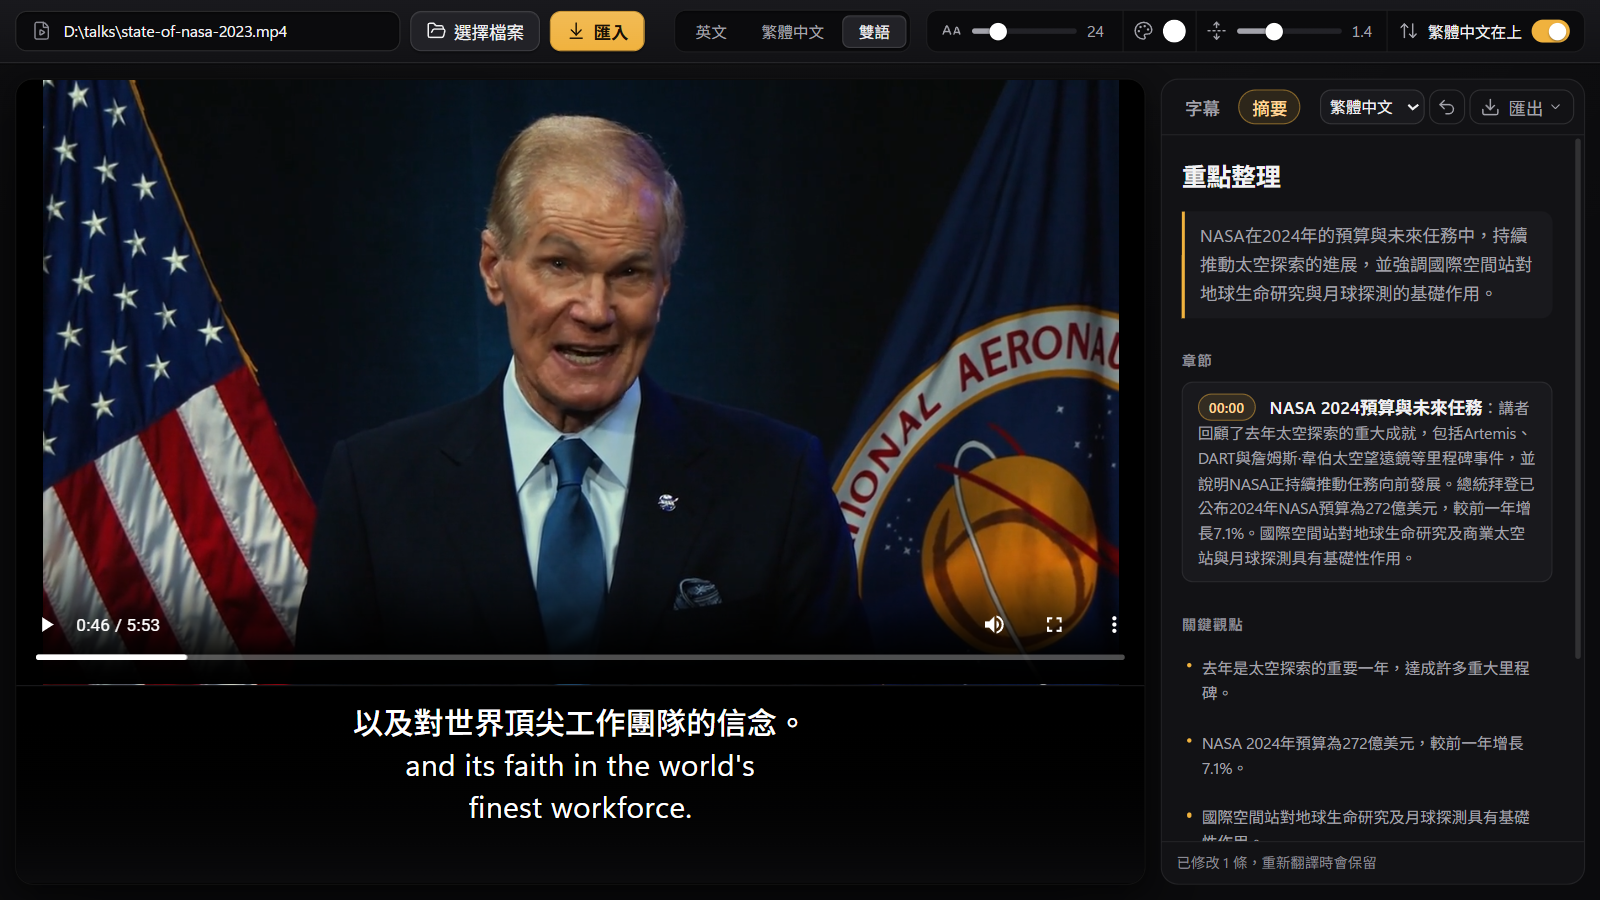 D:\talks\state-of-nasa-2023.mp4
選擇檔案
匯入
英文
繁體中文
雙語
AA
24
1.4
繁體中文在上
字幕
摘要
繁體中文
匯出
重點整理
NASA在2024年的預算與未來任務中，持續
推動太空探索的進展，並強調國際空間站對
地球生命研究與月球探測的基礎作用。
章節
00:00 NASA 2024預算與未來任務：講者
回顧了去年太空探索的重大成就，包括Artemis、
DART與詹姆斯·韋伯太空望遠鏡等里程碑事件，並
說明NASA正持續推動任務向前發展。總統拜登已
公布2024年NASA預算為272億美元，較前一年增
長7.1%。國際空間站對地球生命研究及商業太空
站與月球探測具有基礎性作用。
關鍵觀點
去年是太空探索的重要一年，達成許多重大里程
碑。
NASA 2024年預算為272億美元，較前一年增長
7.1%。
國際空間站對地球生命研究及月球探測具有基礎
性作用。
已修改 1 條，重新翻譯時會保留
IONAL AERONAU
0:46 / 5:53
以及對世界頂尖工作團隊的信念。
and its faith in the world's
finest workforce.